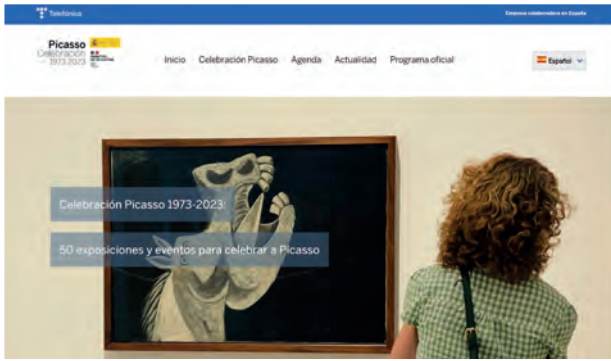 Telefónica
Empresa colaboradora en España
Picasso
Celebración
1973-2023
Inicio Celebración Picasso Agenda Actualidad Programa oficial
Español
Celebración Picasso 1973-2023:
50 exposiciones y eventos para celebrar a Picasso